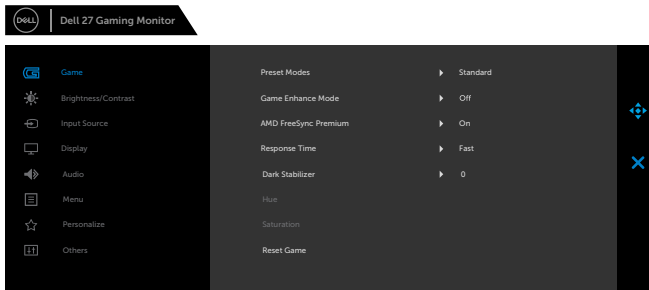 DELL
Dell 27 Gaming Monitor
Game
Brightness/Contrast
Input Source
Display
Audio
Menu
Personalize
Others
Preset Modes Standard
Game Enhance Mode Off
AMD FreeSync Premium On
Response Time Fast
Dark Stabilizer 0
Hue
Saturation
Reset Game